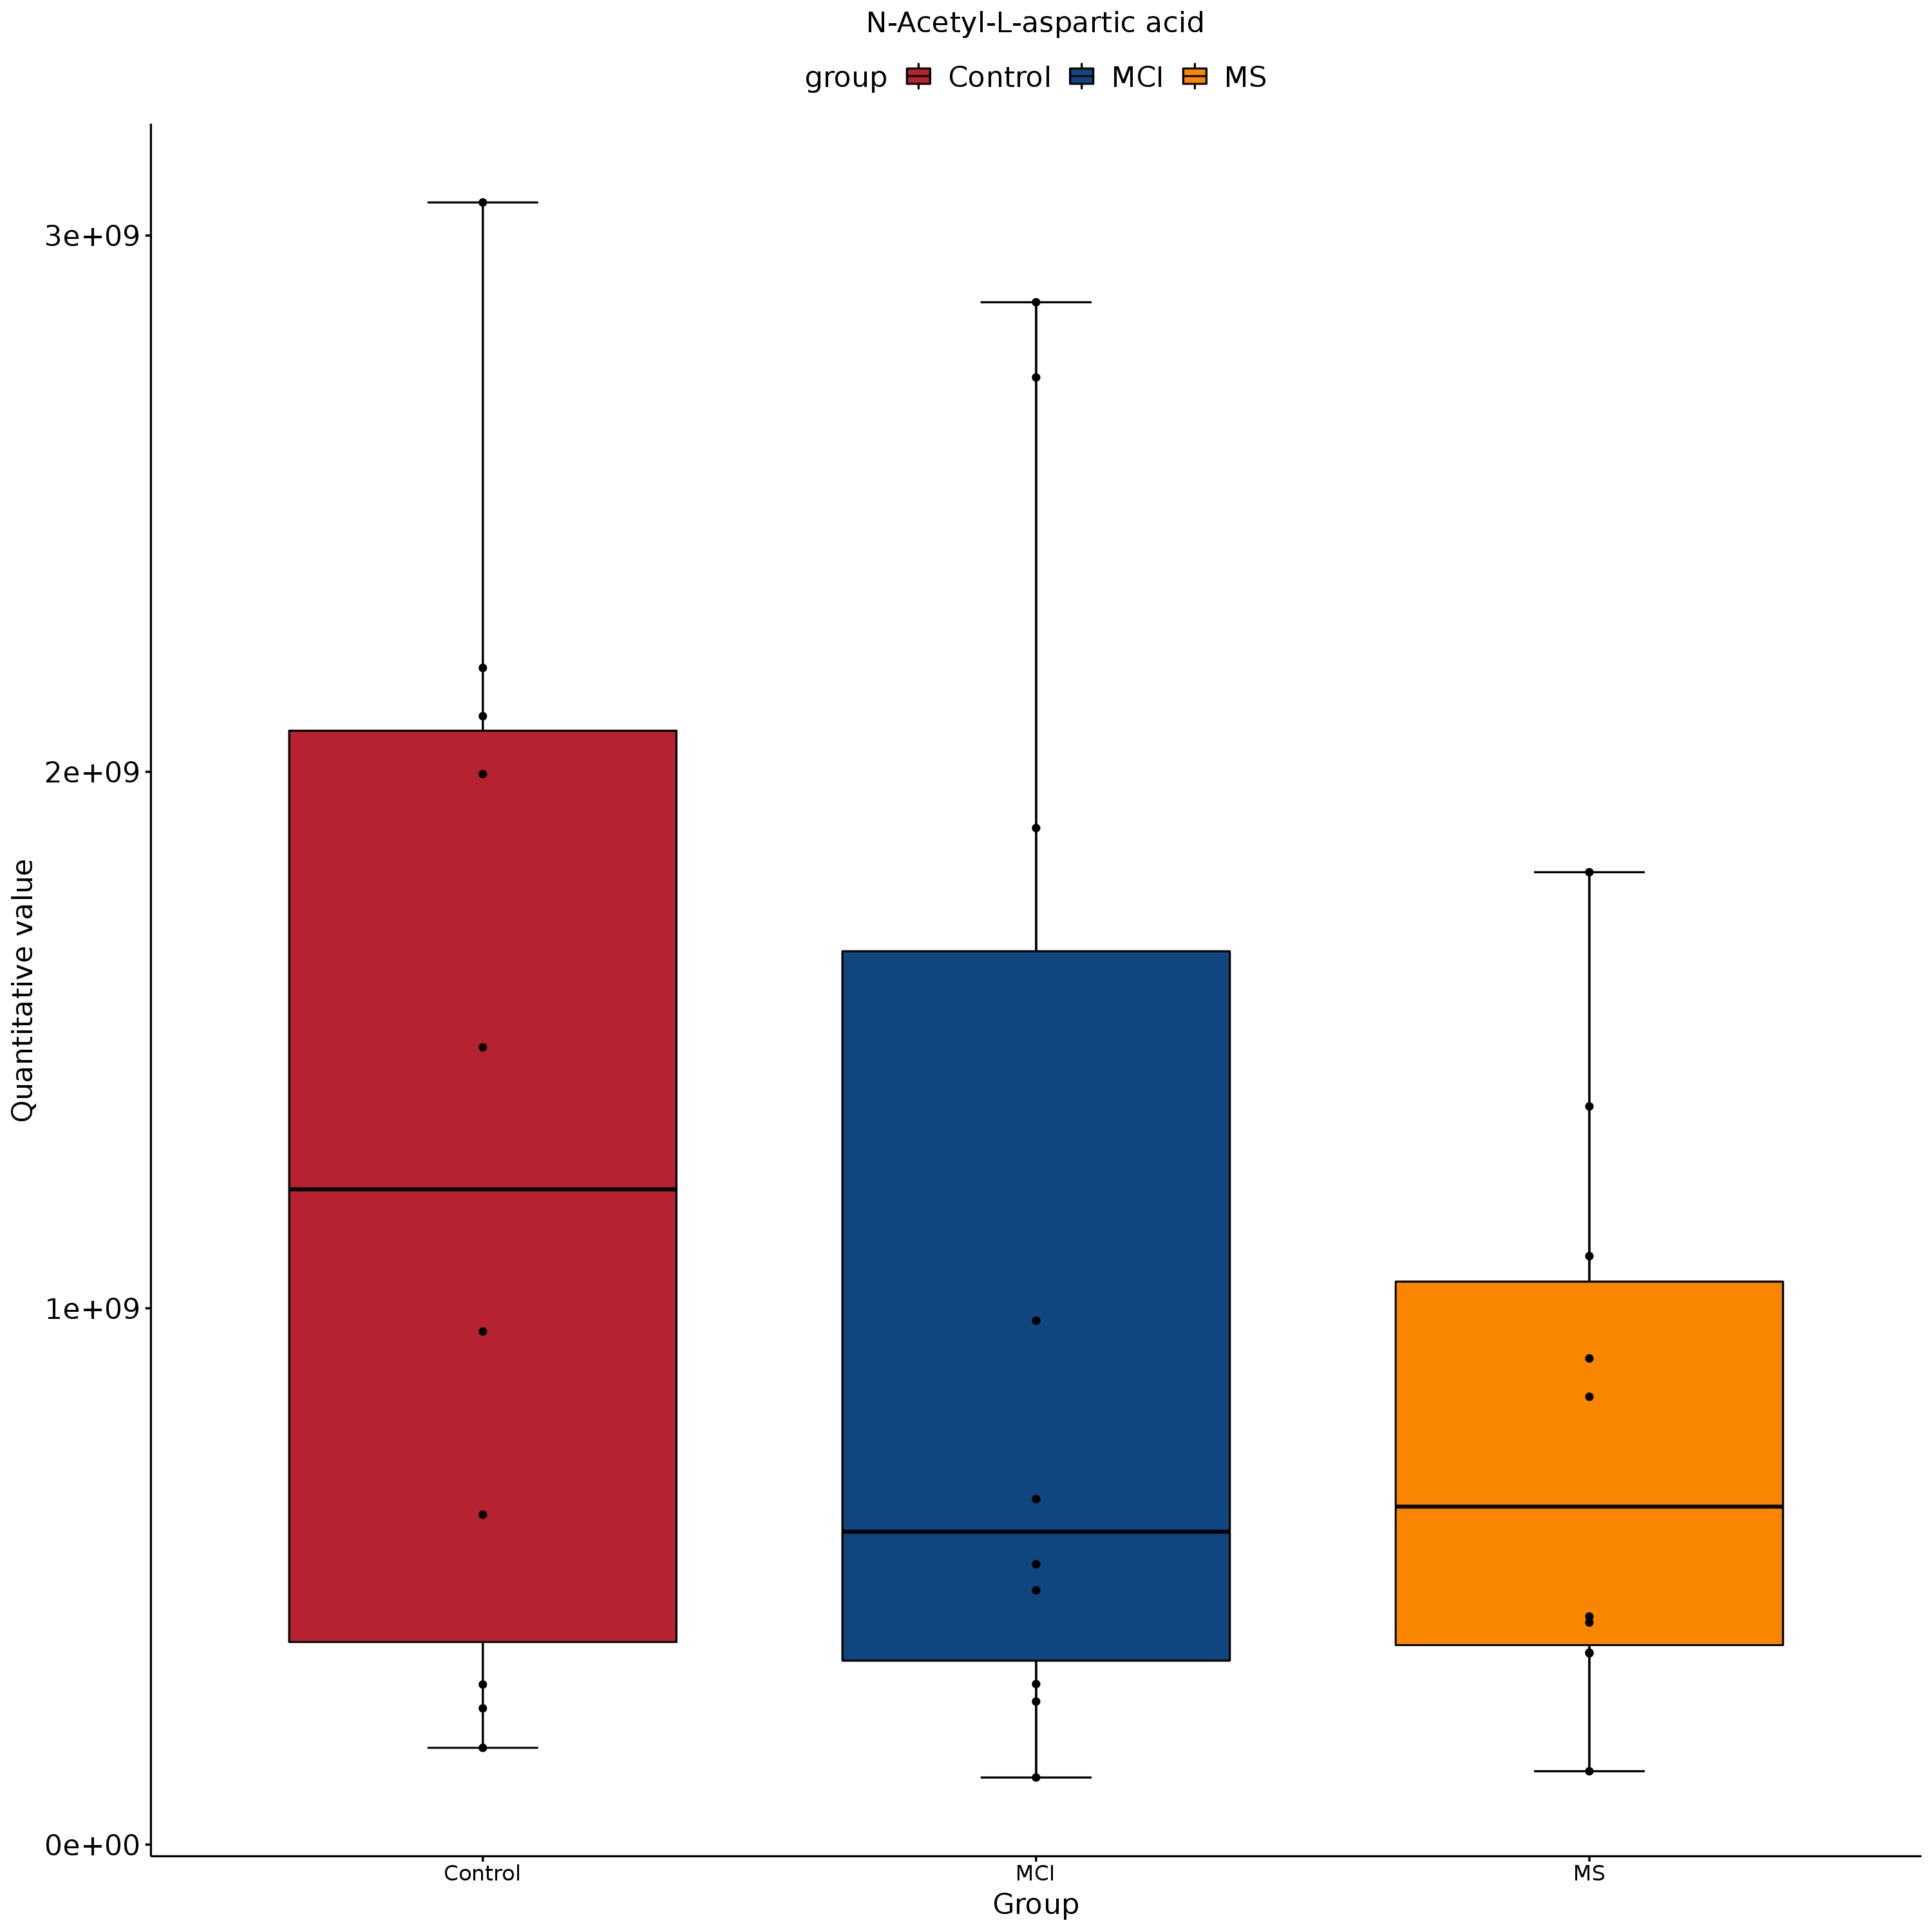 N-Acetyl-L-aspartic acid
group Control MCI MS
3e+09
2e+09
1e+09
0e+00
Quantitative value
Control MCI MS
Group